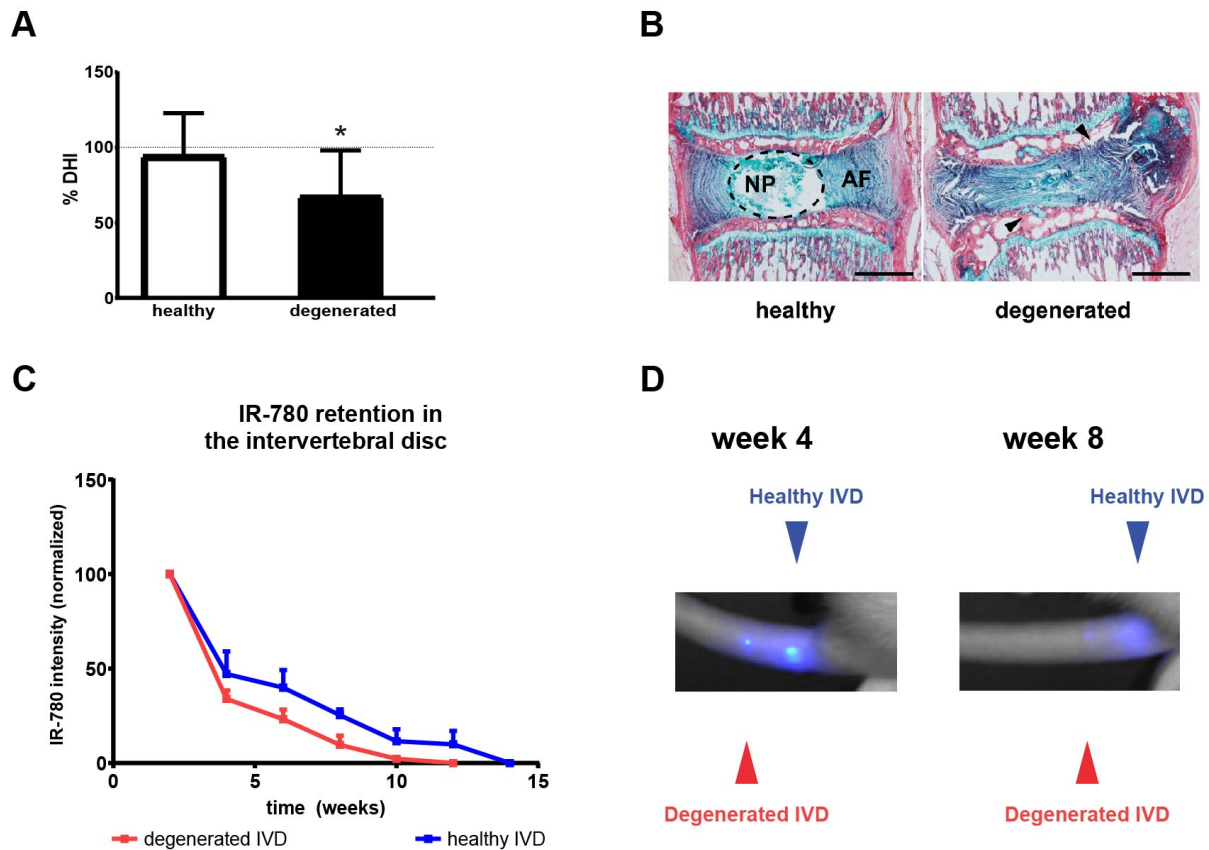 A
150
100
50
0
% DHI
*
healthy
degenerated
B
NP
AF
healthy
degenerated
C
IR-780 retention in
the intervertebral disc
150
100
50
0
IR-780 intensity (normalized)
0
5
10
15
time (weeks)
degenerated IVD
healthy IVD
D
week 4
week 8
Healthy IVD
Healthy IVD
Degenerated IVD
Degenerated IVD